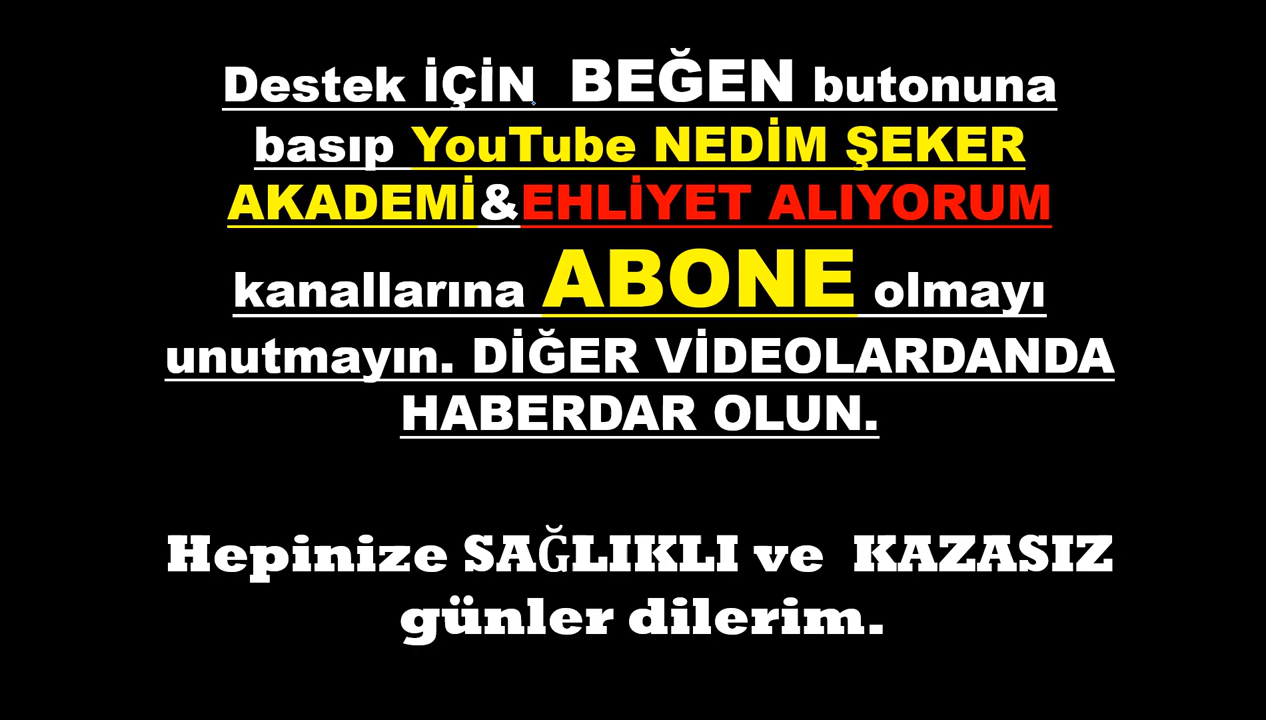 Destek İÇİN BEĞEN butonuna
basıp YouTube NEDİM ŞEKER
AKADEMİ&EHLİYET ALIYORUM
kanallarına ABONE olmayı
unutmayın. DİĞER VİDEOLARDANDA
HABERDAR OLUN.
Hepinize SAĞLIKLI ve KAZASIZ
günler dilerim.